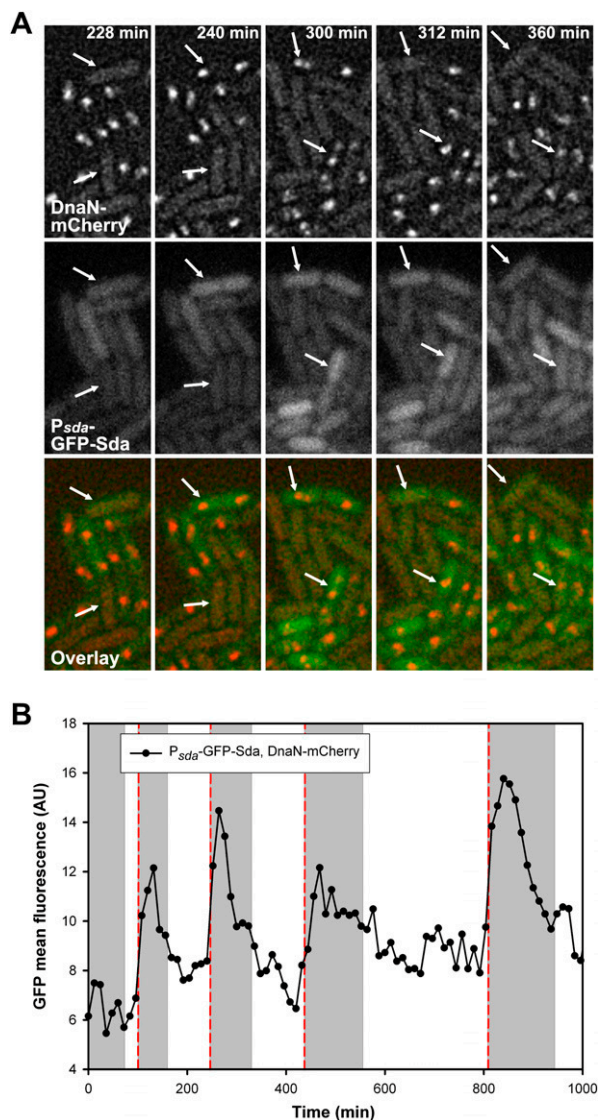 A
228 min 240 min 300 min 312 min 360 min
DnaN-
mCherry
Psda-
GFP-Sda
Overlay
B
18
16
14
12
10
8
6
4
GFP mean fluorescence (AU)
Psda-GFP-Sda, DnaN-mCherry
0 200 400 600 800 1000
Time (min)